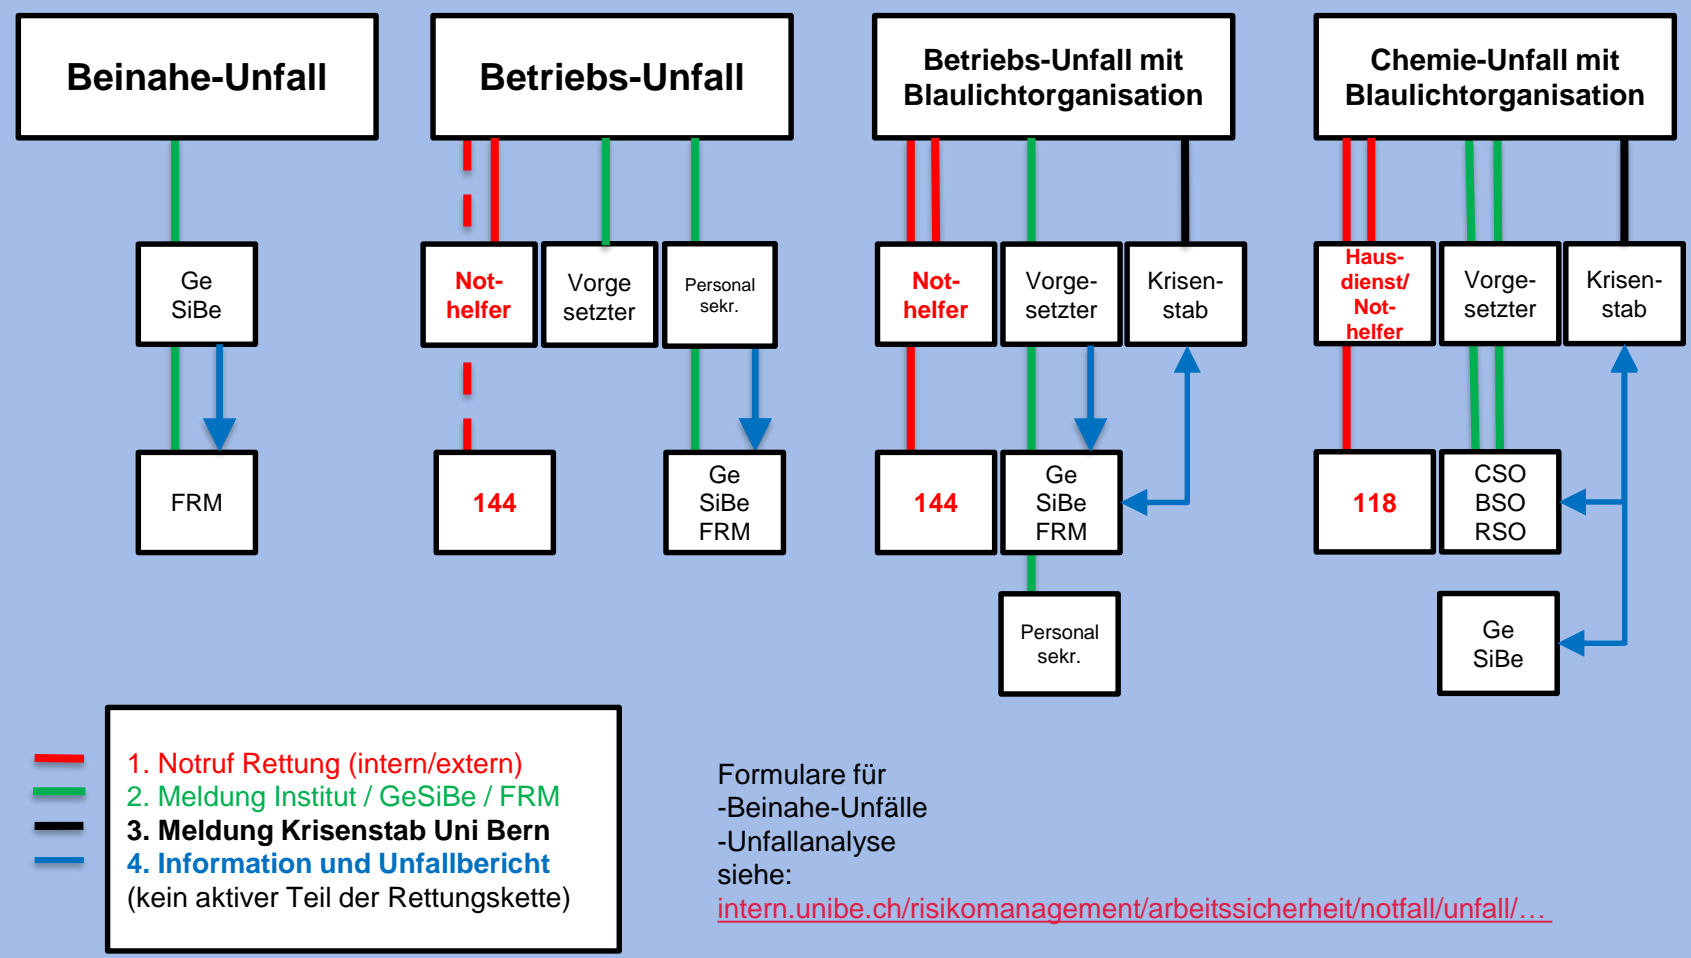 Beinahe-Unfall
Betriebs-Unfall
Betriebs-Unfall mit
Blaulichtorganisation
Chemie-Unfall mit
Blaulichtorganisation
Ge
SiBe
Not-
helfer
Vorge
setzter
Personal
sekr.
Not-
helfer
Vorge-
setzter
Krisen-
stab
Haus-
dienst/
Not-
helfer
Vorge-
setzter
Krisen-
stab
FRM
144
Ge
SiBe
FRM
144
Ge
SiBe
FRM
118
CSO
BSO
RSO
Personal
sekr.
Ge
SiBe
1. Notruf Rettung (intern/extern)
2. Meldung Institut / GeSiBe / FRM
3. Meldung Krisenstab Uni Bern
4. Information und Unfallbericht
(kein aktiver Teil der Rettungskette)
Formulare für
-Beinahe-Unfälle
-Unfallanalyse
siehe:
intern.unibe.ch/risikomanagement/arbeitssicherheit/notfall/unfall/…